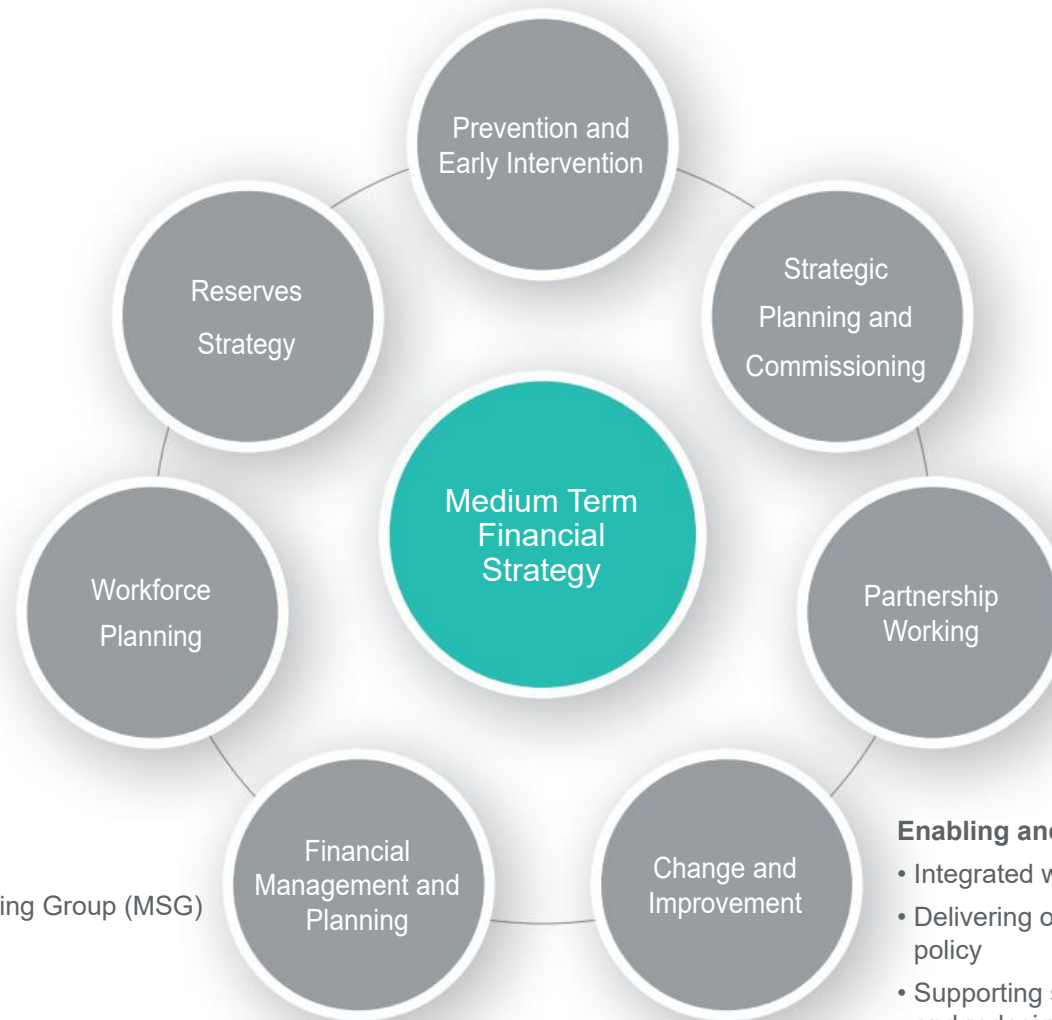 Prevention and
Early Intervention
Strategic
Planning and
Commissioning
Reserves
Strategy
Medium Term
Financial
Strategy
Workforce
Planning
Partnership
Working
Financial
Management and
Planning
Change and
Improvement
ing Group (MSG)
Enabling and
• Integrated w
• Delivering o
policy
• Supporting s